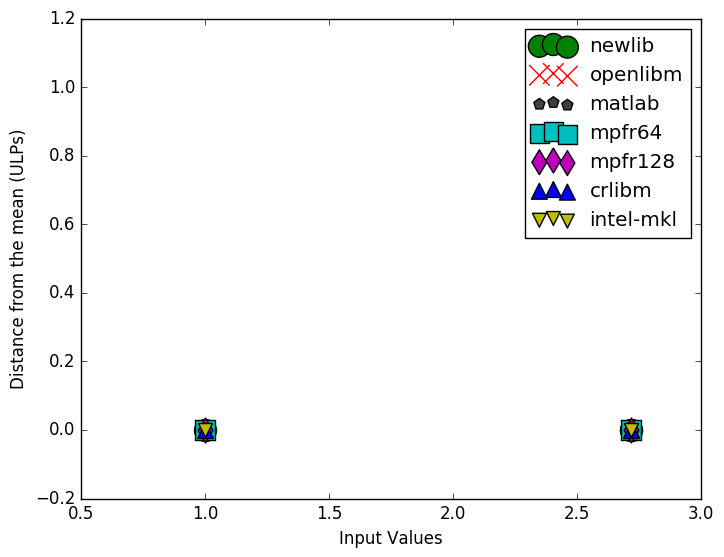 1.2
1.0
0.8
0.6
0.4
0.2
0.0
−0.2
0.5 1.0 1.5 2.0 2.5 3.0
Distance from the mean (ULPs)
Input Values
newlib
openlibm
matlab
mpfr64
mpfr128
crlibm
intel-mkl